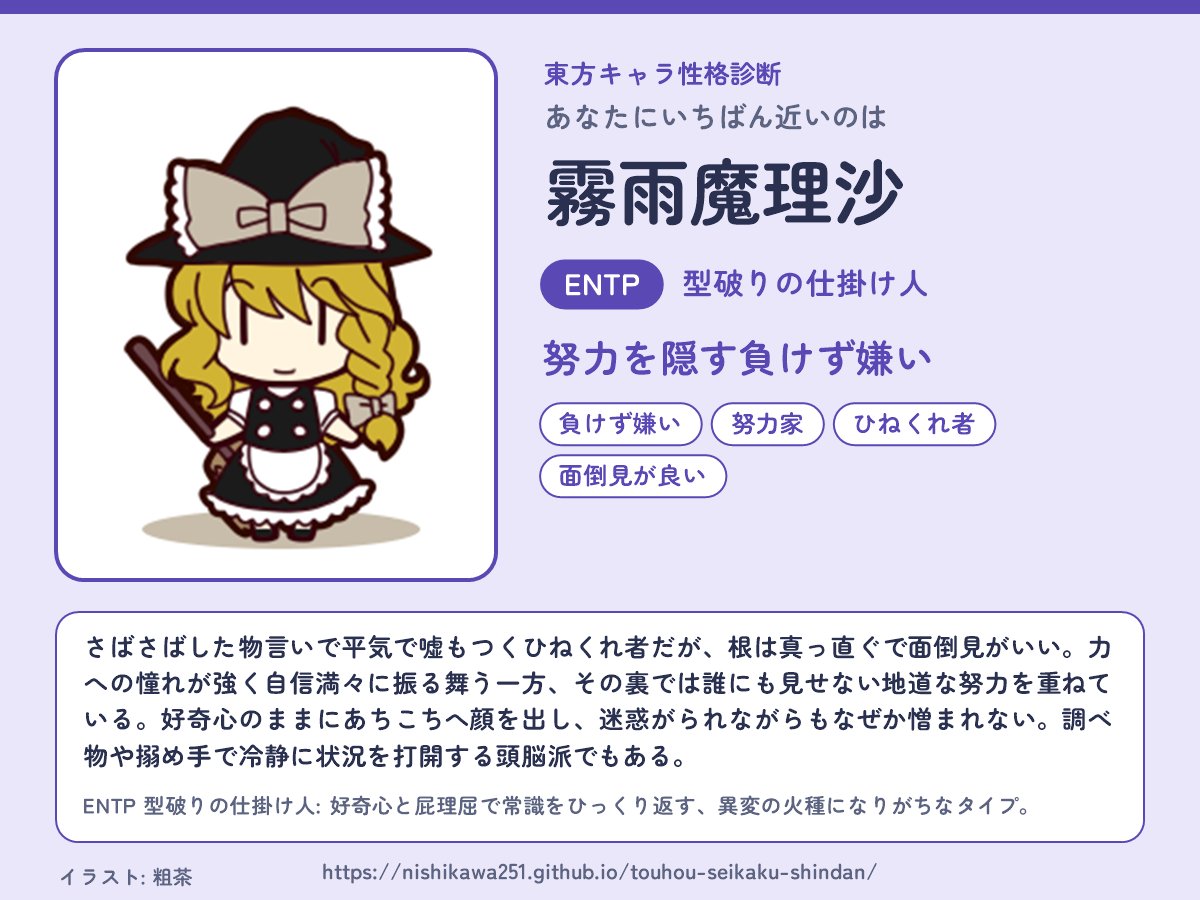 東方キャラ性格診断
あなたにいちばん近いのは
霧雨魔理沙
ENTP 型破りの仕掛け人
努力を隠す負けず嫌い
負けず嫌い 努力家 ひねくれ者
面倒見が良い
さばさばした物言いで平気で嘘もつくひねくれ者だが、根は真っ直ぐで面倒見がいい。力
への憧れが強く自信満々に振る舞う一方、その裏では誰にも見せない地道な努力を重ねて
いる。好奇心のままにあちこちへ顔を出し、迷惑がられながらもなぜか憎まれない。調べ
物や搦め手で冷静に状況を打開する頭脳派でもある。
ENTP 型破りの仕掛け人: 好奇心と屁理屈で常識をひっくり返す、異変の火種になりがちなタイプ。
イラスト: 粗茶
https://nishikawa251.github.io/touhou-seikaku-shindan/